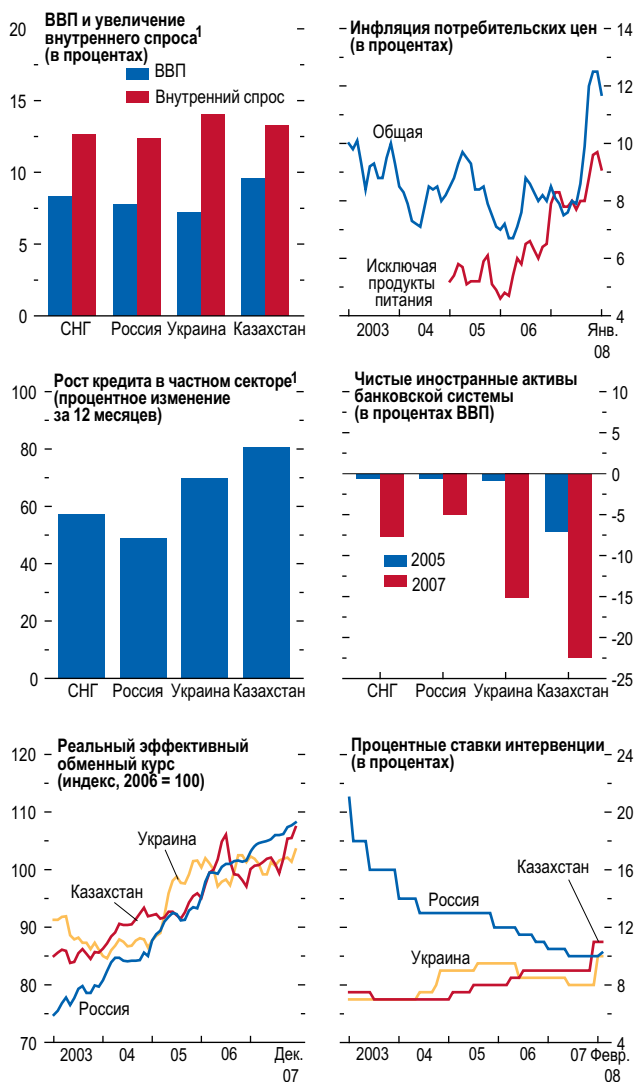 ВВП и увеличение
внутреннего спроса¹
(в процентах)
20
15
10
5
0
ВВП
Внутренний спрос
СНГ Россия Украина Казахстан
Инфляция потребительских цен
(в процентах)
14
12
10
8
6
4
Общая
Исключая
продукты
питания
2003 04 05 06 Янв.
08
Рост кредита в частном секторе¹
(процентное изменение
за 12 месяцев)
100
80
60
40
20
0
СНГ Россия Украина Казахстан
Чистые иностранные активы
банковской системы
(в процентах ВВП)
10
5
0
-5
-10
-15
-20
-25
2005
2007
СНГ Россия Украина Казахстан
Реальный эффективный
обменный курс
(индекс, 2006 = 100)
120
110
100
90
80
70
Украина
Казахстан
Россия
2003 04 05 06 Дек.
07
Процентные ставки интервенции
(в процентах)
24
20
16
12
8
4
Казахстан
Россия
Украина
2003 04 05 06 07 Февр.
08